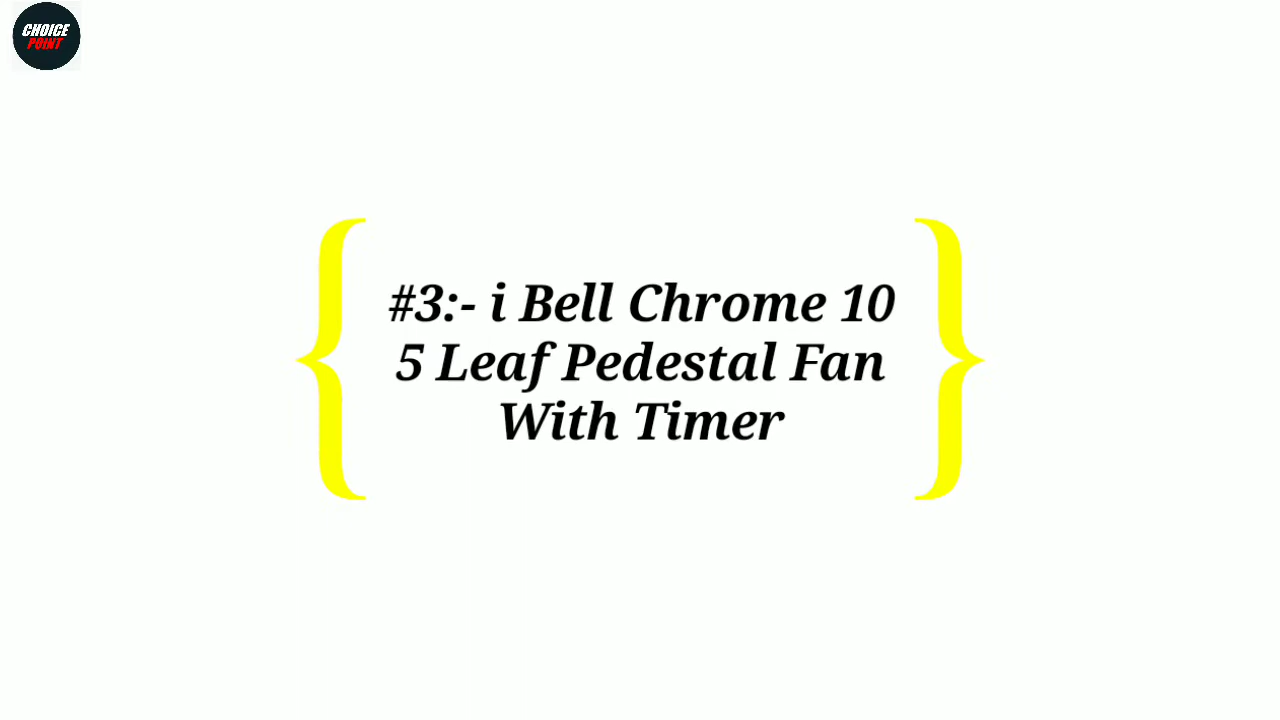 CHOICE
POINT
#3:- i Bell Chrome 10
5 Leaf Pedestal Fan
With Timer